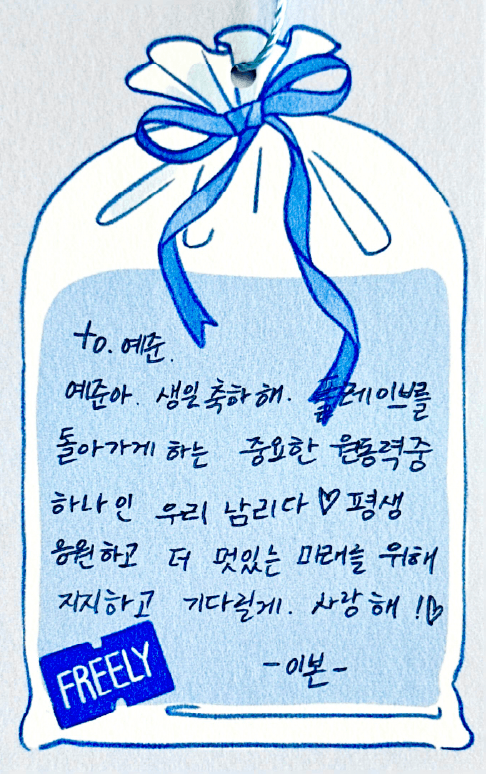 to. 예준.
예준아. 생일 축하해. 플레이브를
돌아가게 하는 중요한 원동력중
하나인 우리 남리다♡ 평생
응원하고 더 멋있는 미래를 위해
지지하고 기다릴게. 사랑해!♡
FREELY
-이본-